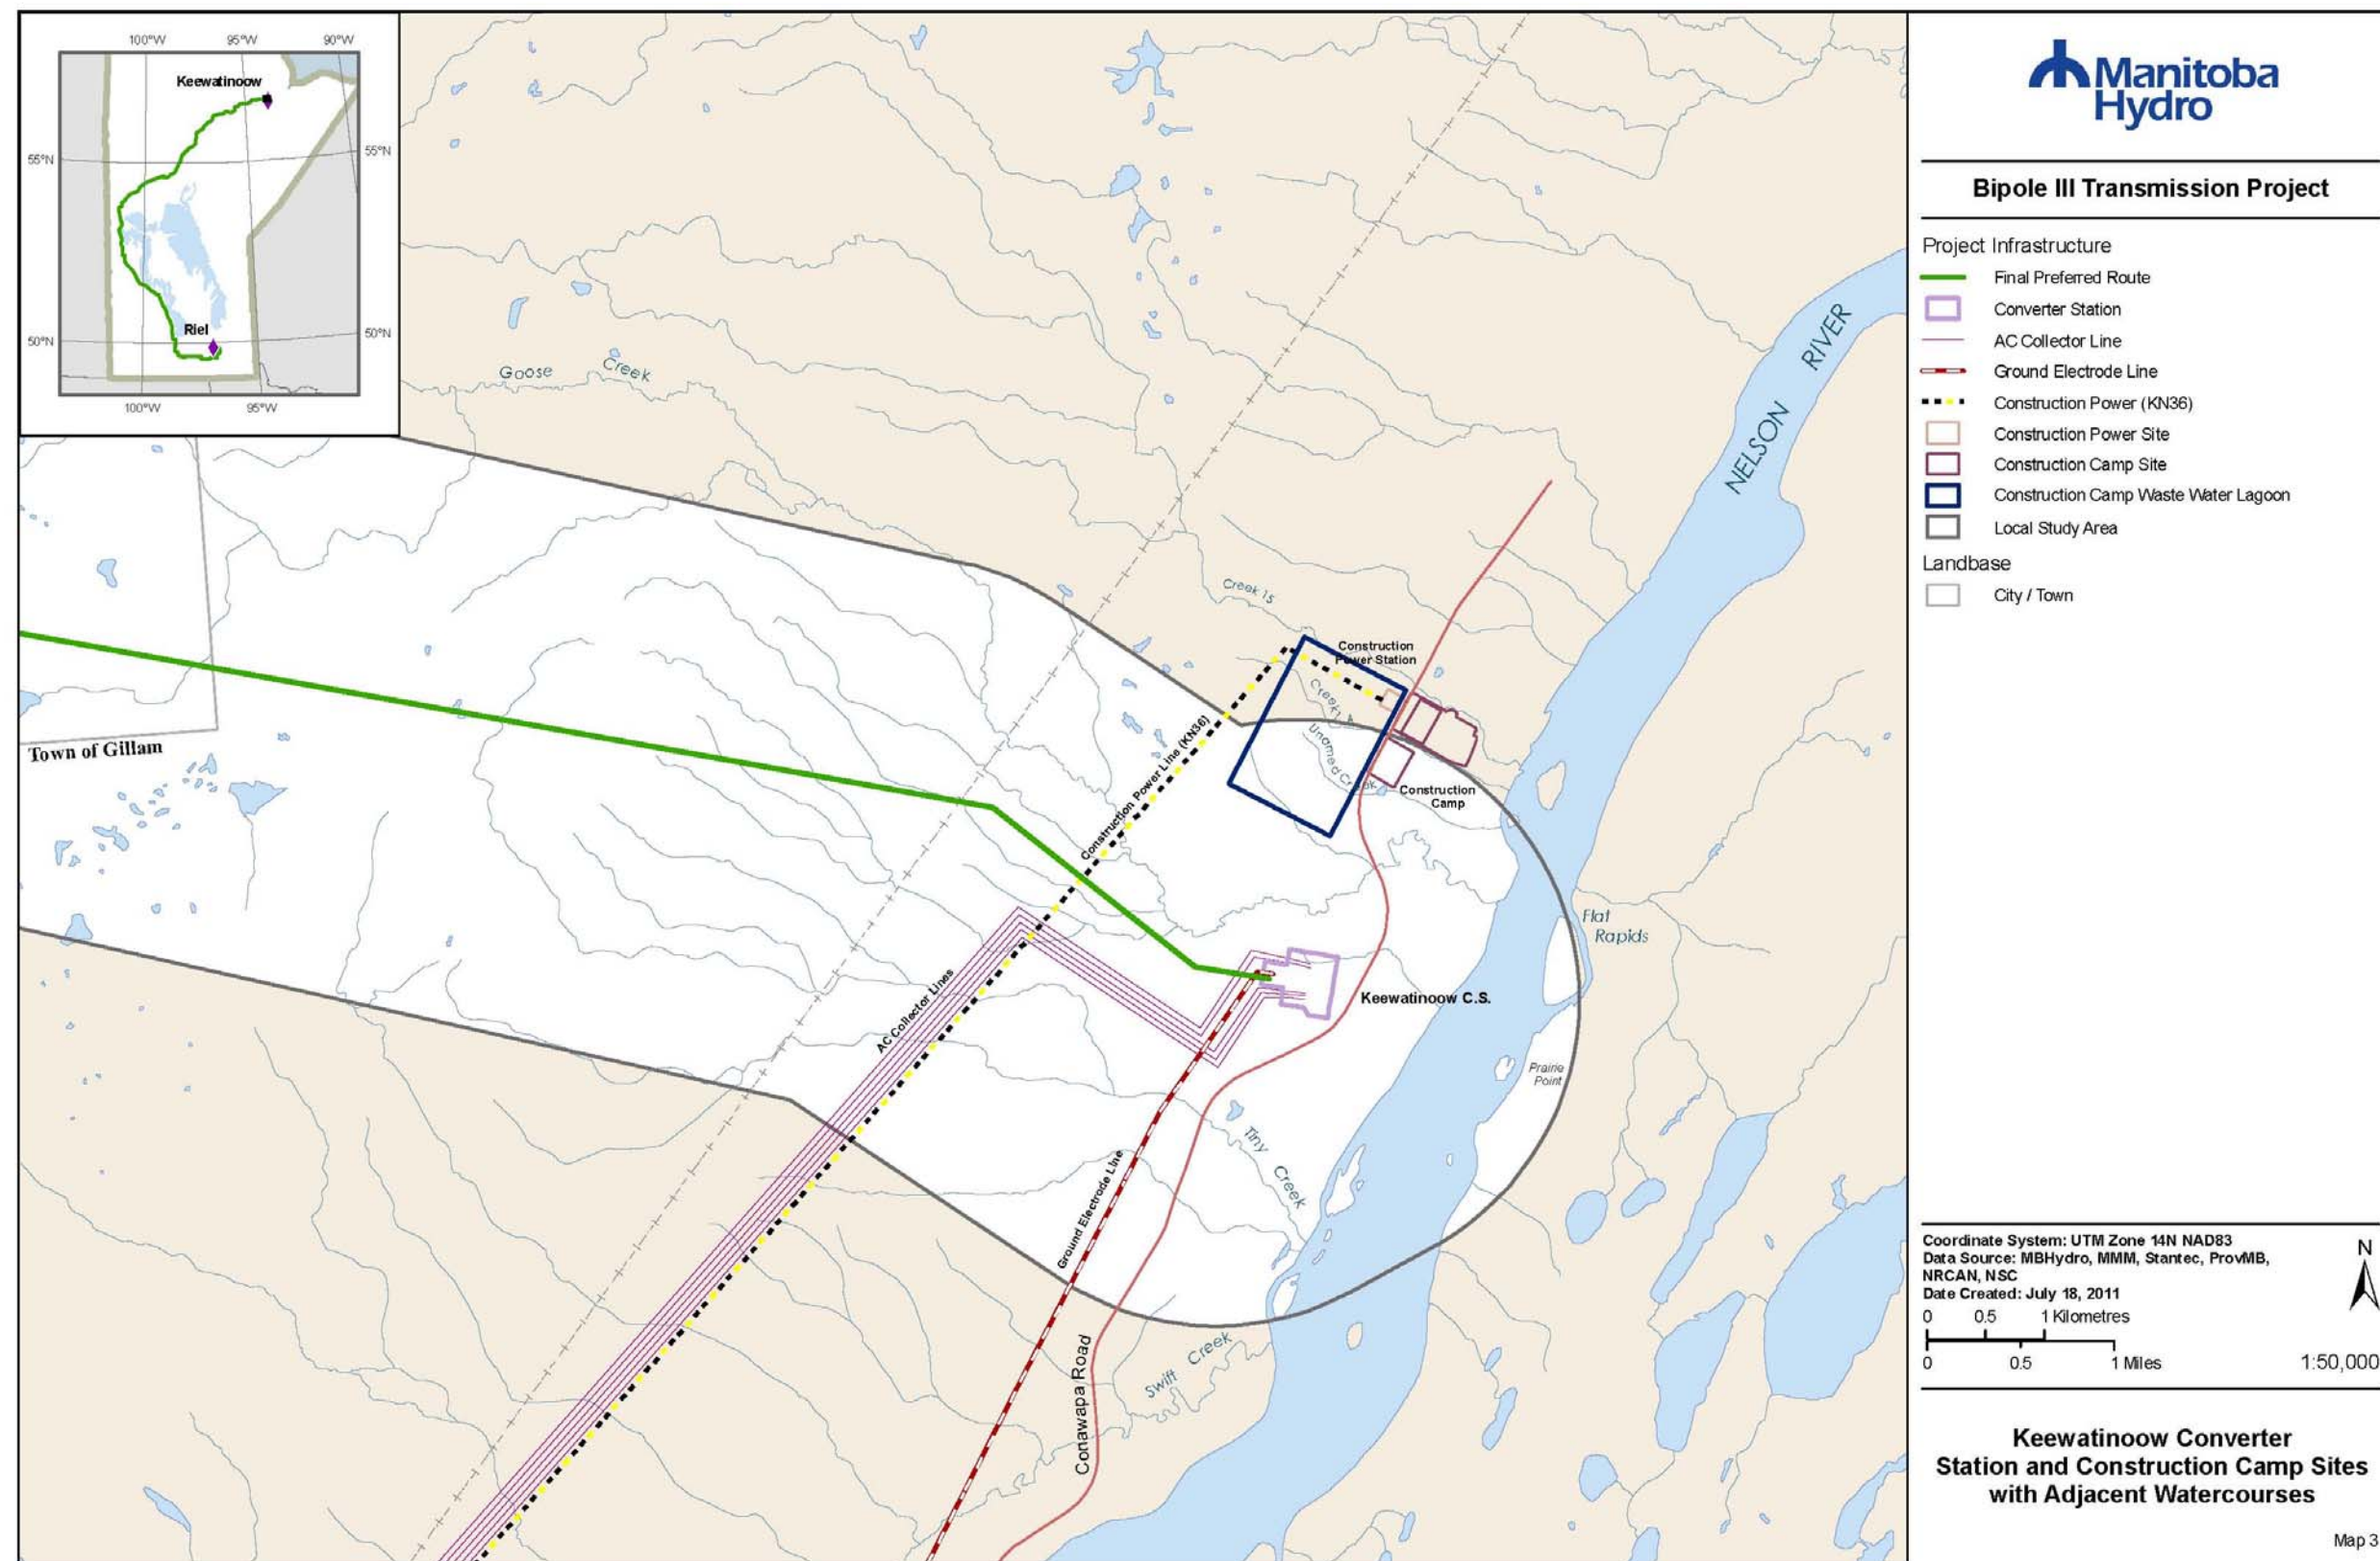 100°W 95°W 90°W
Keewatinoow
55°N 55°N
Riel
50°N 50°N
100°W 95°W
Goose Creek
NELSON RIVER
Creek 15
Construction
Power Station
Town of Gillam
Construction Power Line (KN36)
Unamed Creek
Construction
Camp
Flat
Rapids
AC Collector Lines
Keewatinoow C.S.
Prairie
Point
Tiny Creek
Ground Electrode Line
Conawapa Road
Swift Creek
Manitoba
Hydro
Bipole III Transmission Project
Project Infrastructure
Final Preferred Route
Converter Station
AC Collector Line
Ground Electrode Line
Construction Power (KN36)
Construction Power Site
Construction Camp Site
Construction Camp Waste Water Lagoon
Local Study Area
Landbase
City / Town
Coordinate System: UTM Zone 14N NAD83
Data Source: MBHydro, MMM, Stantec, ProvMB,
NRCAN, NSC
Date Created: July 18, 2011
N
0 0.5 1 Kilometres
0 0.5 1 Miles
1:50,000
Keewatinoow Converter
Station and Construction Camp Sites
with Adjacent Watercourses
Map 3